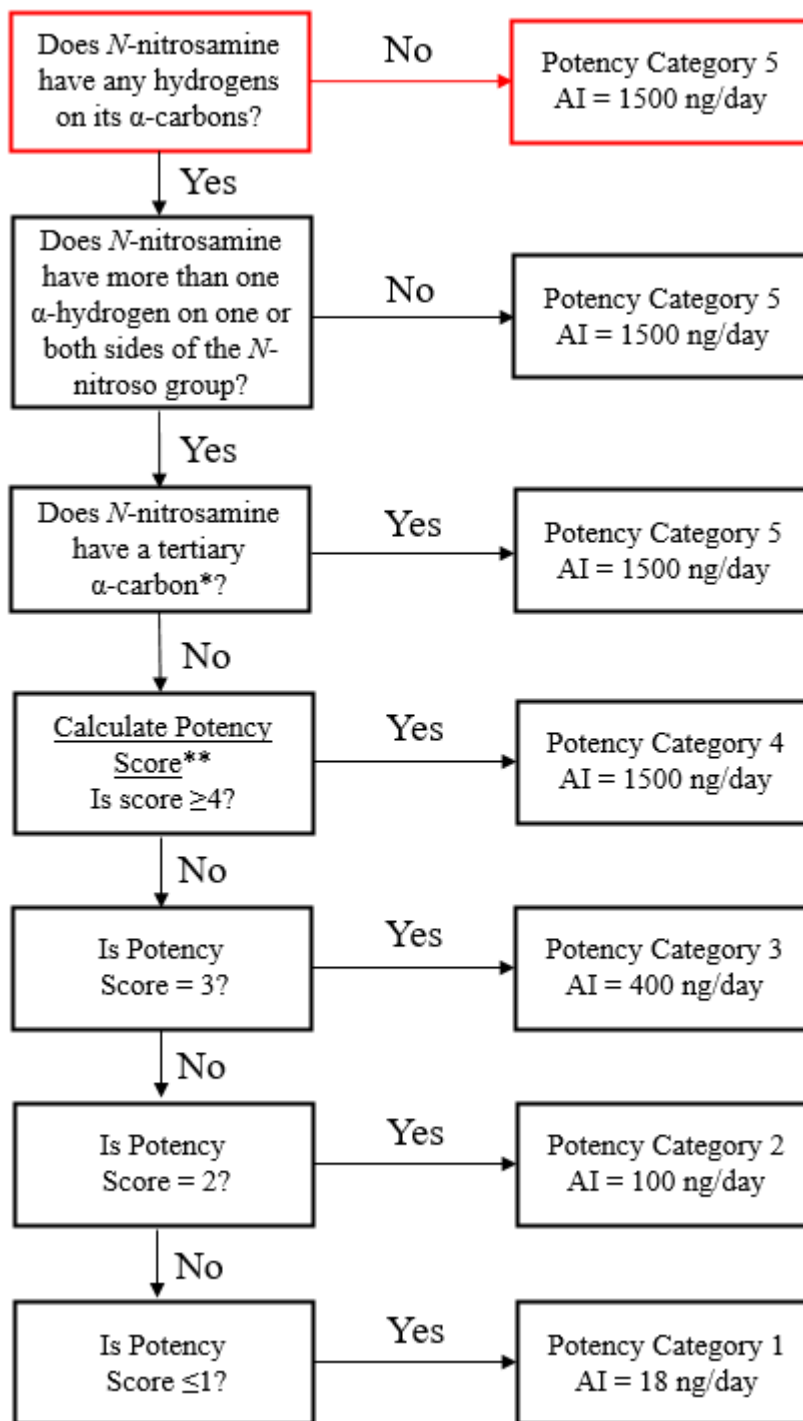 Does N-nitrosamine
have any hydrogens
on its α-carbons?
No
Potency Category 5
AI = 1500 ng/day
Yes
Does N-nitrosamine
have more than one
α-hydrogen on one or
both sides of the N-
nitroso group?
No
Potency Category 5
AI = 1500 ng/day
Yes
Does N-nitrosamine
have a tertiary
α-carbon*?
Yes
Potency Category 5
AI = 1500 ng/day
No
Calculate Potency
Score**
Is score ≥4?
Yes
Potency Category 4
AI = 1500 ng/day
No
Is Potency
Score = 3?
Yes
Potency Category 3
AI = 400 ng/day
No
Is Potency
Score = 2?
Yes
Potency Category 2
AI = 100 ng/day
No
Is Potency
Score ≤1?
Yes
Potency Category 1
AI = 18 ng/day